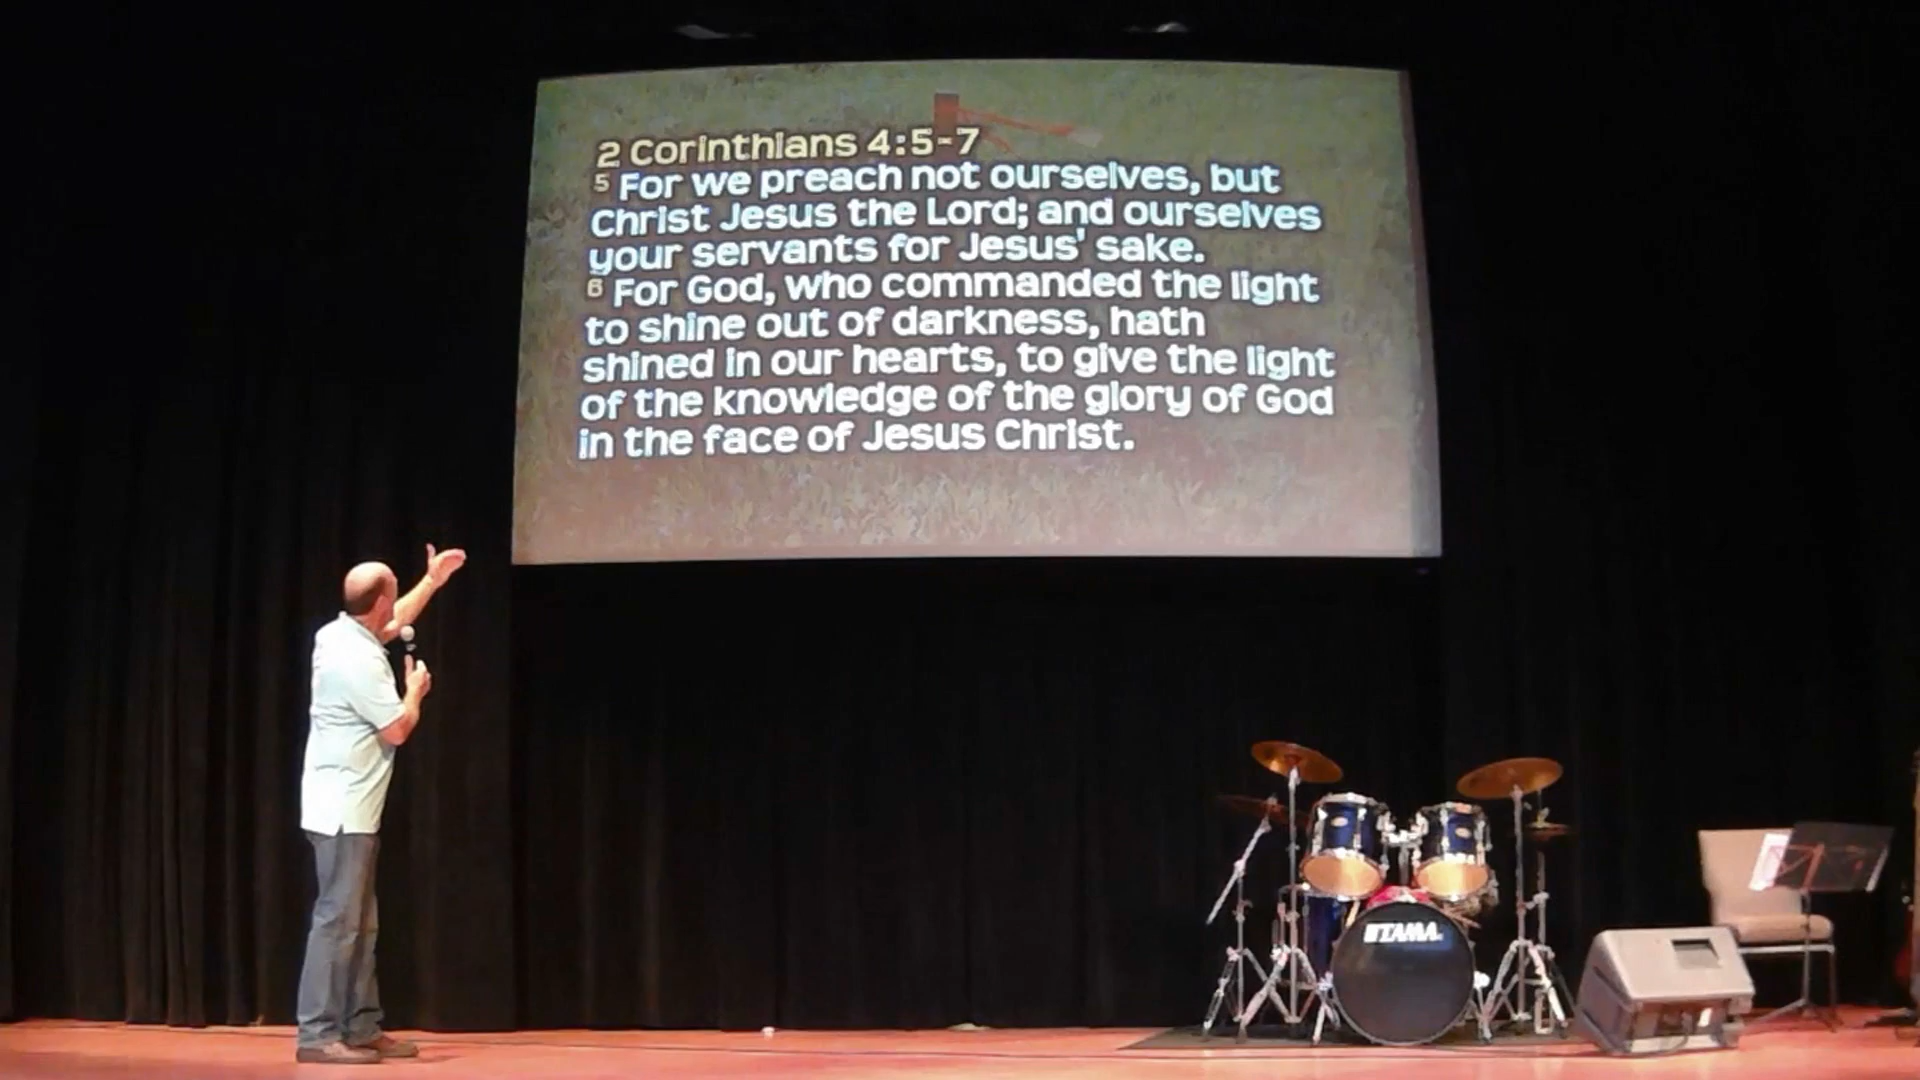 2 Corinthians 4:5-7
5 For we preach not ourselves, but
Christ Jesus the Lord; and ourselves
your servants for Jesus' sake.
6 For God, who commanded the light
to shine out of darkness, hath
shined in our hearts, to give the light
of the knowledge of the glory of God
in the face of Jesus Christ.
TAMA